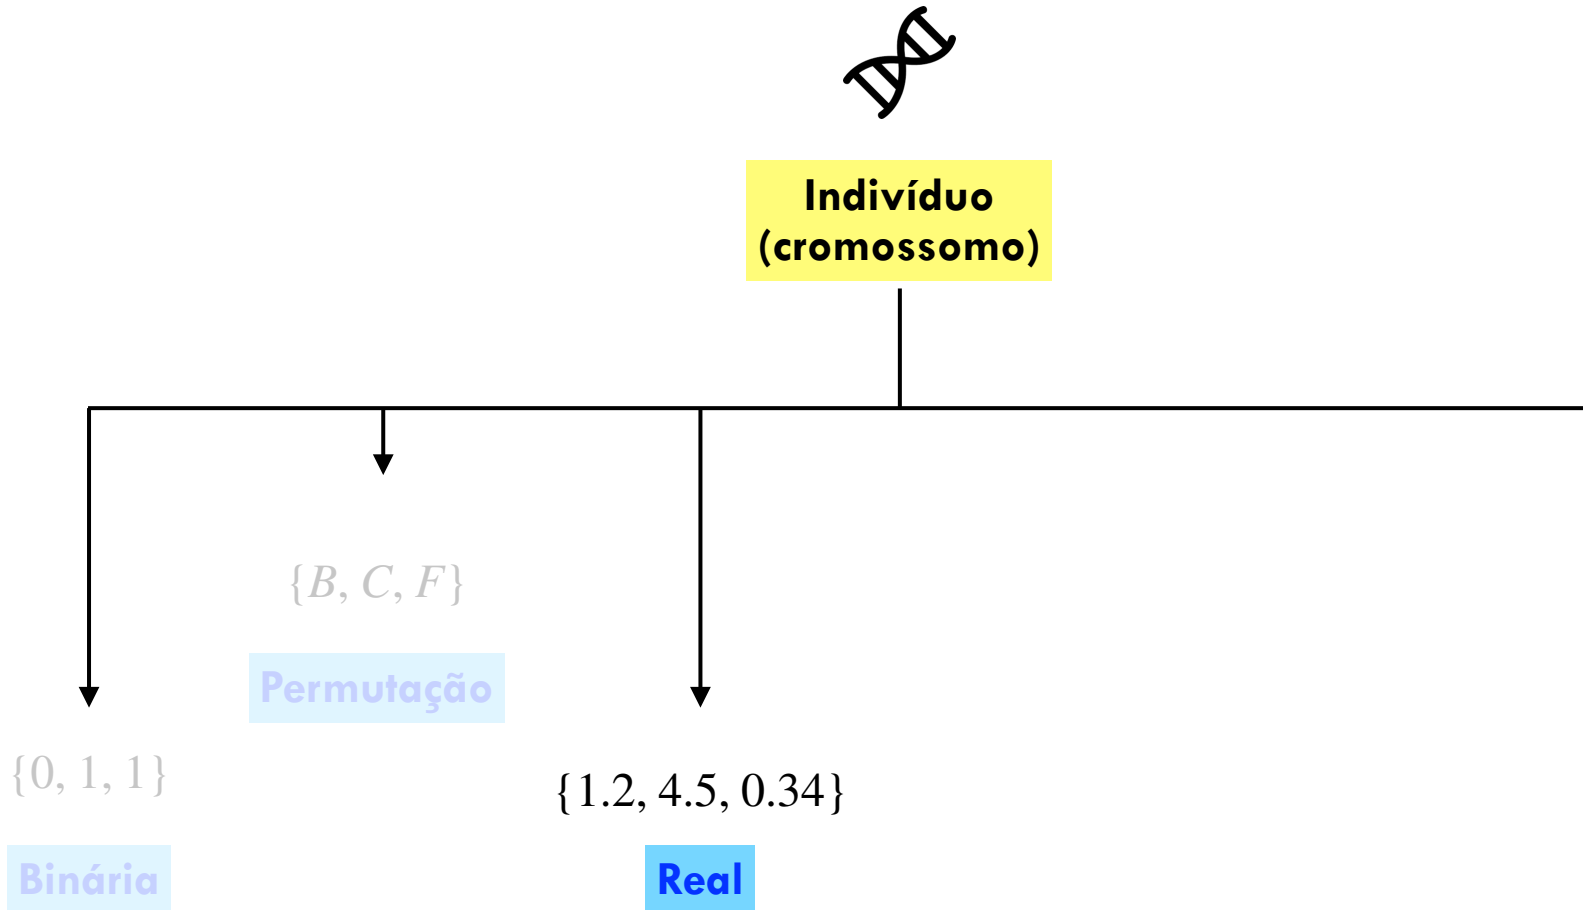 Indivíduo
(cromossomo)
{B, C, F}
Permutação
{0, 1, 1}
Binária
{1.2, 4.5, 0.34}
Real